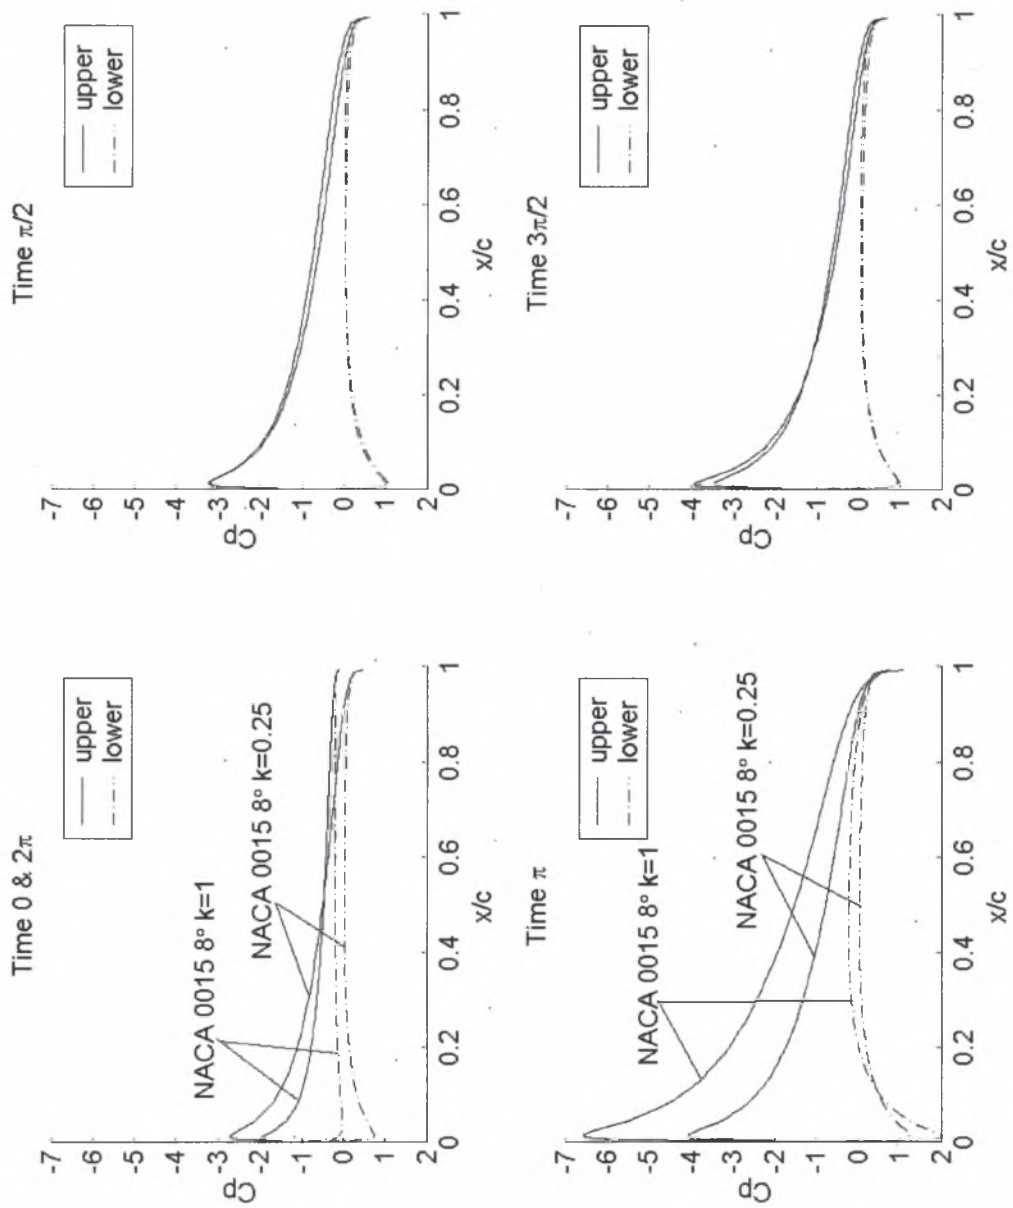 Time 0 & 2π
upper
lower
NACA 0015 8° k=1
NACA 0015 8° k=0.25
-7
-6
-5
-4
-3
-2
-1
0
1
2
Cp
0
0.2
0.4
0.6
0.8
1
x/c
Time π/2
upper
lower
-7
-6
-5
-4
-3
-2
-1
0
1
2
Cp
0
0.2
0.4
0.6
0.8
1
x/c
Time π
upper
lower
NACA 0015 8° k=1
NACA 0015 8° k=0.25
-7
-6
-5
-4
-3
-2
-1
0
1
2
Cp
0
0.2
0.4
0.6
0.8
1
x/c
Time 3π/2
upper
lower
-7
-6
-5
-4
-3
-2
-1
0
1
2
Cp
0
0.2
0.4
0.6
0.8
1
x/c